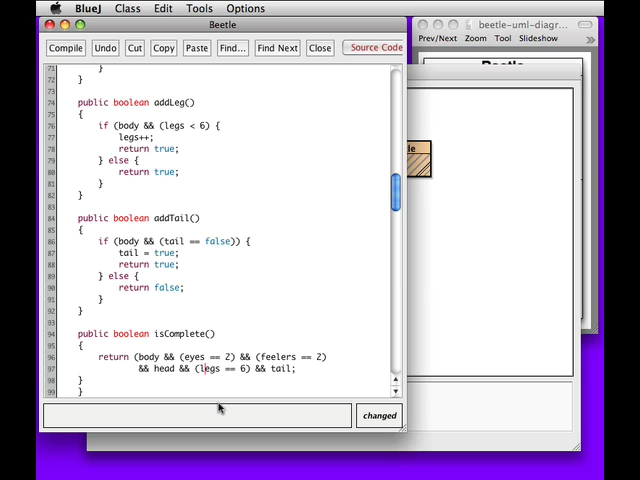 BlueJ Class Edit Tools Options
Beetle
Compile Undo Cut Copy Paste Find... Find Next Close Source Code
71 }
72 }
73
74 public boolean addLeg()
75 {
76 if (body && (legs < 6) {
77 legs++;
78 return true;
79 } else {
80 return true;
81 }
82 }
83
84 public boolean addTail()
85 {
86 if (body && (tail == false)) {
87 tail = true;
88 return true;
89 } else {
90 return false;
91 }
92 }
93
94 public boolean isComplete()
95 {
96 return (body && (eyes == 2) && (feelers == 2)
97 && head && (legs == 6) && tail;
98 }
99 }
changed
beetle-uml-diagr...
Prev/Next Zoom Tool Slideshow